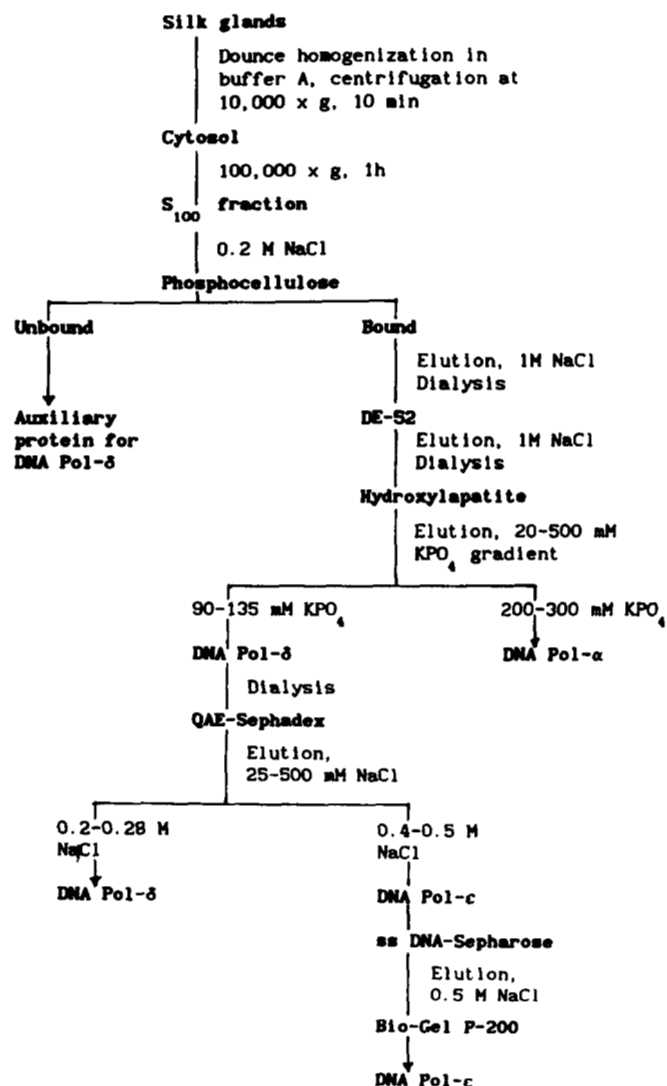 Silk glands
Dounce homogenization in
buffer A, centrifugation at
10,000 x g, 10 min
Cytosol
100,000 x g, 1h
S100 fraction
0.2 M NaCl
Phosphocellulose
Unbound
Bound
Elution, 1M NaCl
Dialysis
Auxiliary
protein for
DNA Pol-δ
DE-52
Elution, 1M NaCl
Dialysis
Hydroxylapatite
Elution, 20-500 mM
KPO4 gradient
90-135 mM KPO4
200-300 mM KPO4
DNA Pol-δ
DNA Pol-α
Dialysis
QAE-Sephadex
Elution,
25-500 mM NaCl
0.2-0.28 M
NaCl
0.4-0.5 M
NaCl
DNA Pol-δ
DNA Pol-ε
ss DNA-Sepharose
Elution,
0.5 M NaCl
Bio-Gel P-200
DNA Pol-ε